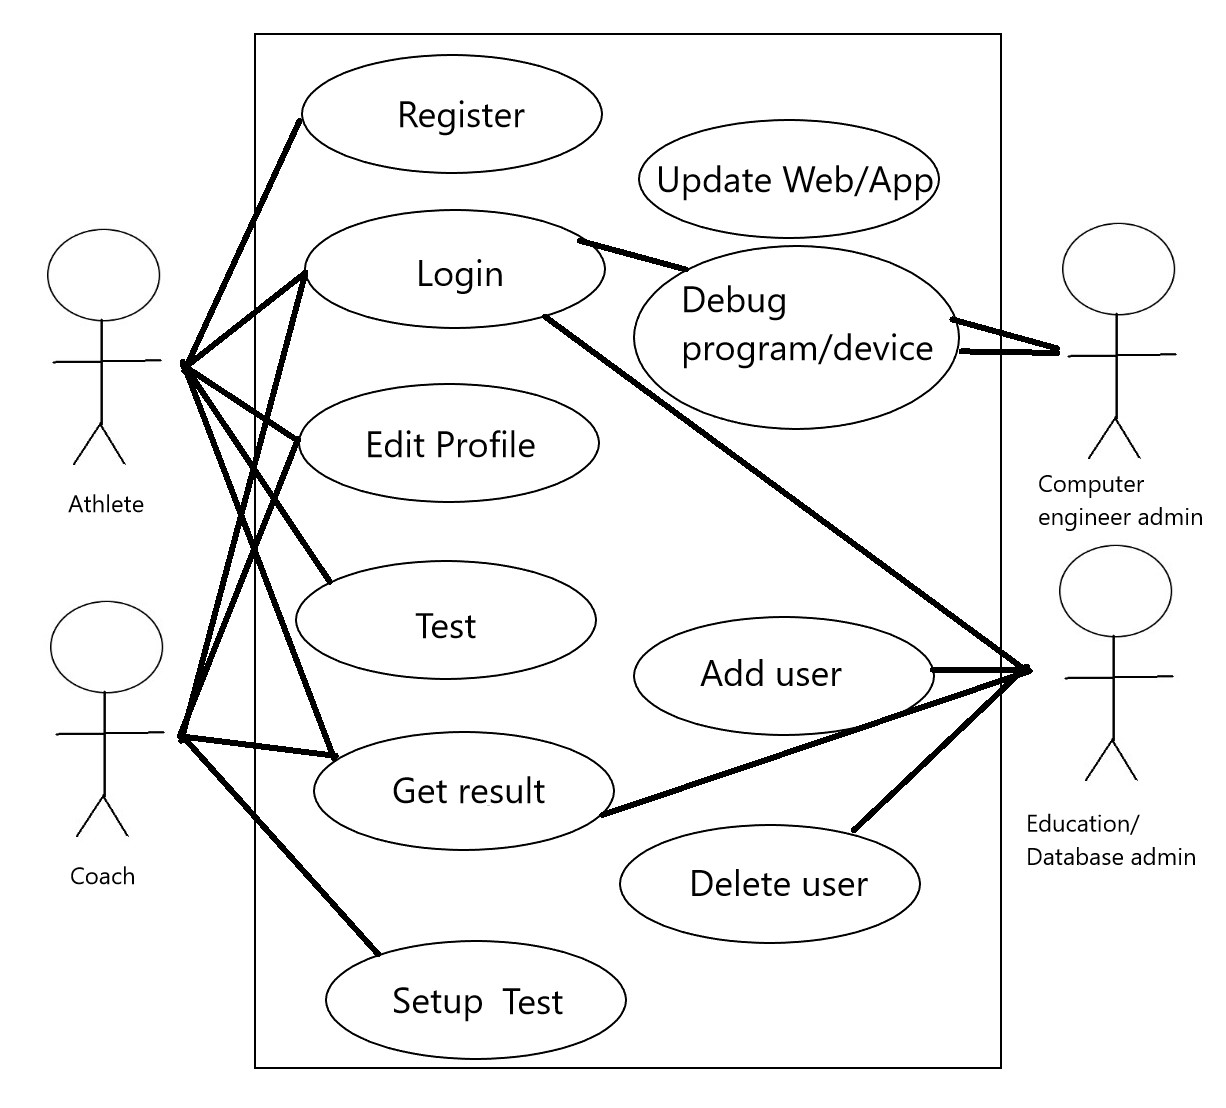 Register
Update Web/App
Login
Debug
program/device
Edit Profile
Athlete
Computer
engineer admin
Test
Add user
Get result
Education/
Database admin
Coach
Delete user
Setup  Test